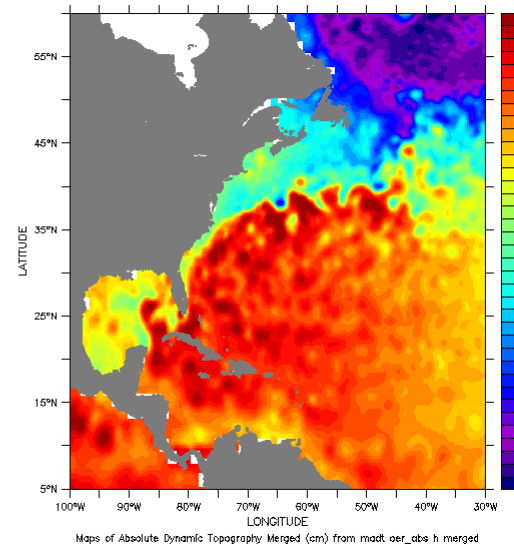 55°N
45°N
35°N
25°N
15°N
5°N
LATITUDE
100°W 90°W 80°W 70°W 60°W 50°W 40°W 30°W
LONGITUDE
Maps of Absolute Dynamic Topography Merged (cm) from madt oer_abs h merged